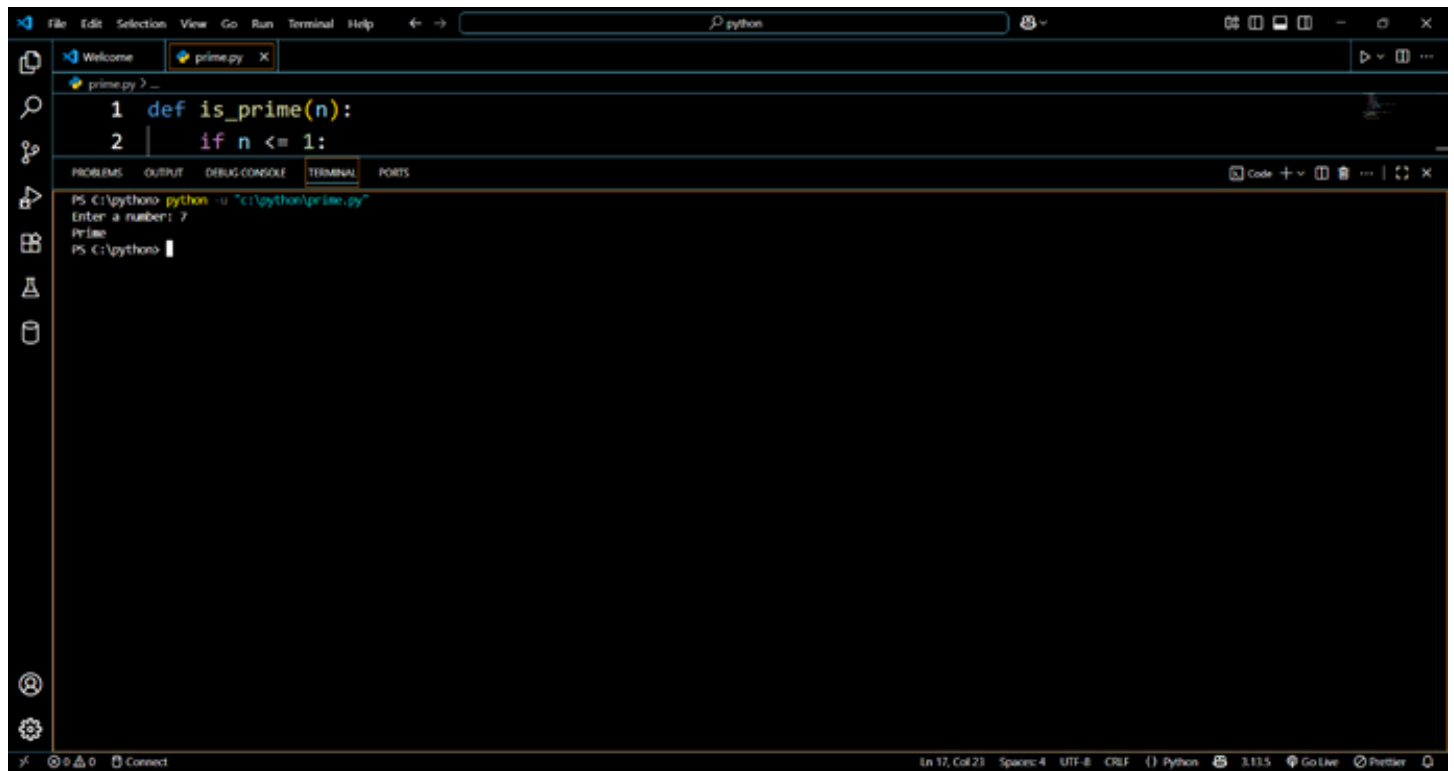 File Edit Selection View Go Run Terminal Help python
Welcome prime.py
prime.py > ...
1 def is_prime(n):
2 if n <= 1:
PROBLEMS OUTPUT DEBUG CONSOLE TERMINAL PORTS Code
PS C:\python> python -u "c:\python\prime.py"
Enter a number: 7
Prime
PS C:\python>
0 0 Connect Ln 17, Col 23 Spaces: 4 UTF-8 CRLF {} Python 3.13.5 Go Live Prettier